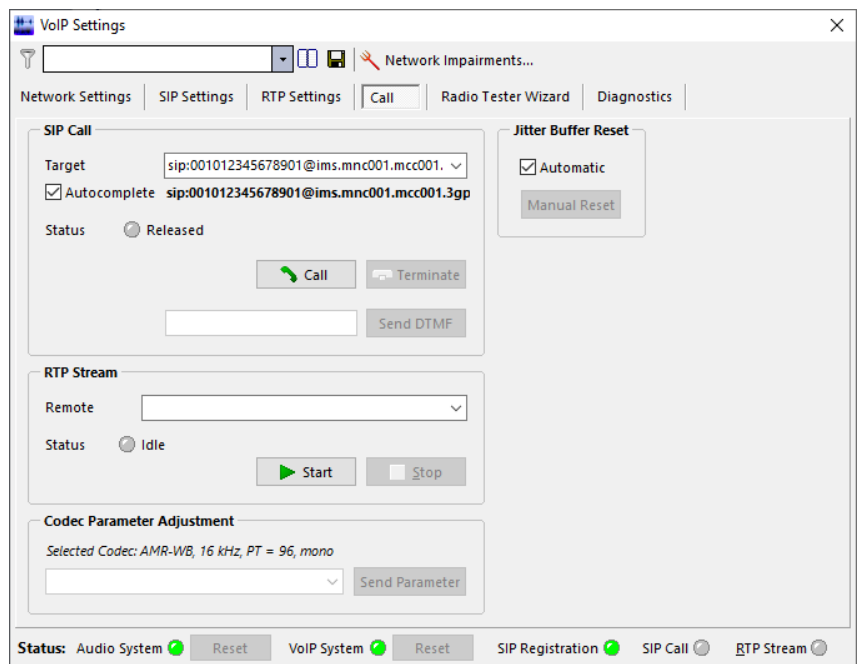 VoIP Settings
Network Impairments...
Network Settings SIP Settings RTP Settings Call Radio Tester Wizard Diagnostics
SIP Call
Target sip:001012345678901@ims.mnc001.mcc001.
Autocomplete sip:001012345678901@ims.mnc001.mcc001.3gp
Status Released
Call Terminate
Send DTMF
Jitter Buffer Reset
Automatic
Manual Reset
RTP Stream
Remote
Status Idle
Start Stop
Codec Parameter Adjustment
Selected Codec: AMR-WB, 16 kHz, PT = 96, mono
Send Parameter
Status: Audio System Reset VoIP System Reset SIP Registration SIP Call RTP Stream